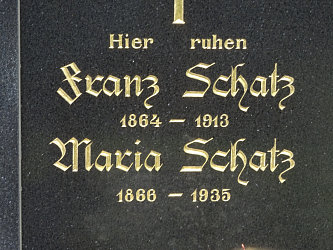 Hier ruhen
Franz Schatz
1864 – 1913
Maria Schatz
1866 – 1935